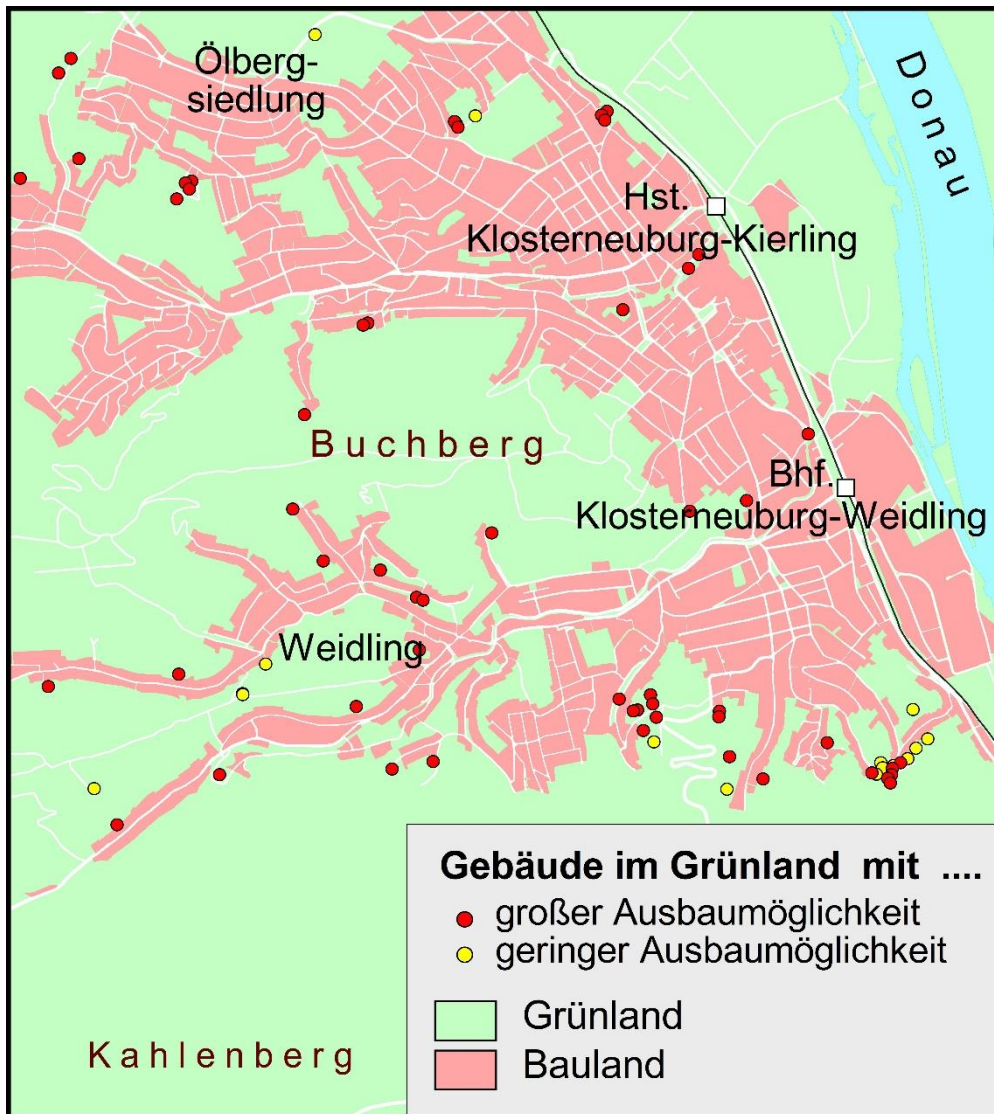 Ölberg-
siedlung
Donau
Hst.
Klosterneuburg-Kierling
Buchberg
Bhf.
Klosterneuburg-Weidling
Weidling
Gebäude im Grünland mit ....
großer Ausbaumöglichkeit
geringer Ausbaumöglichkeit
Grünland
Bauland
Kahlenberg